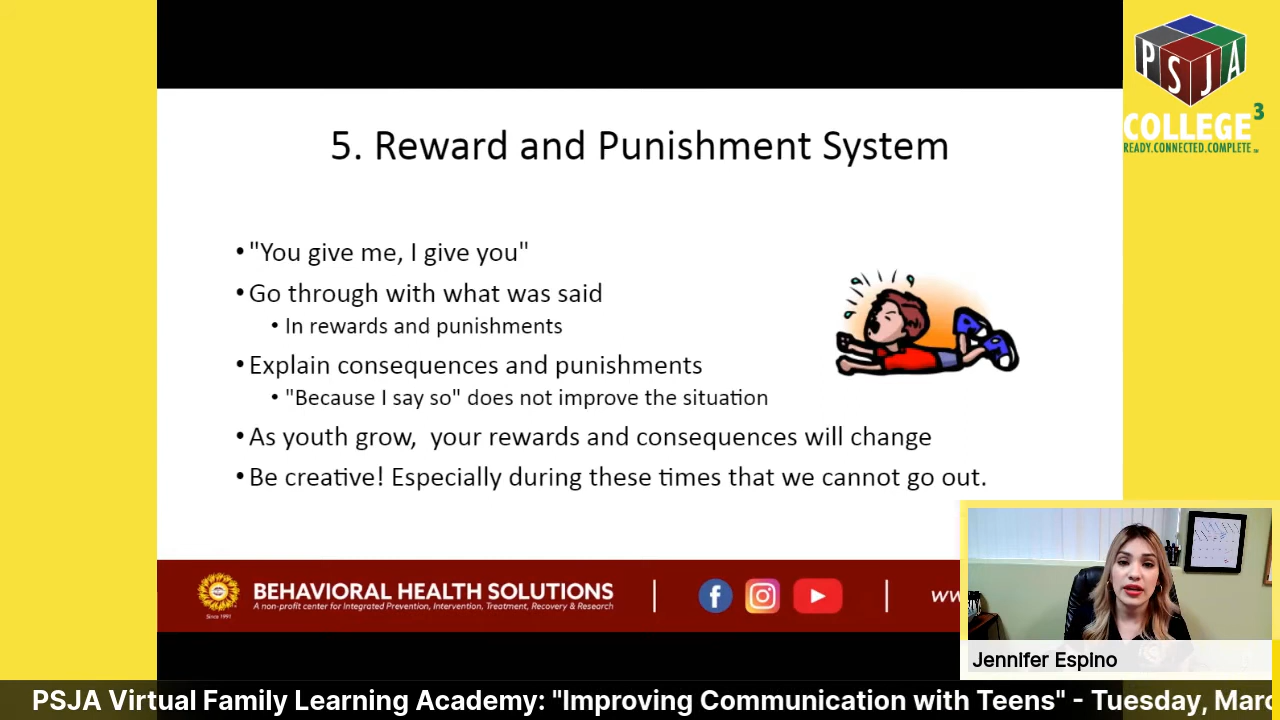 PSJA
COLLEGE³
READY.CONNECTED.COMPLETE
5. Reward and Punishment System
•"You give me, I give you"
•Go through with what was said
• In rewards and punishments
•Explain consequences and punishments
• "Because I say so" does not improve the situation
•As youth grow,  your rewards and consequences will change
•Be creative! Especially during these times that we cannot go out.
Since 1991
BEHAVIORAL HEALTH SOLUTIONS
A non-profit center for Integrated Prevention, Intervention, Treatment, Recovery & Research
Jennifer Espino
PSJA Virtual Family Learning Academy: "Improving Communication with Teens" - Tuesday,